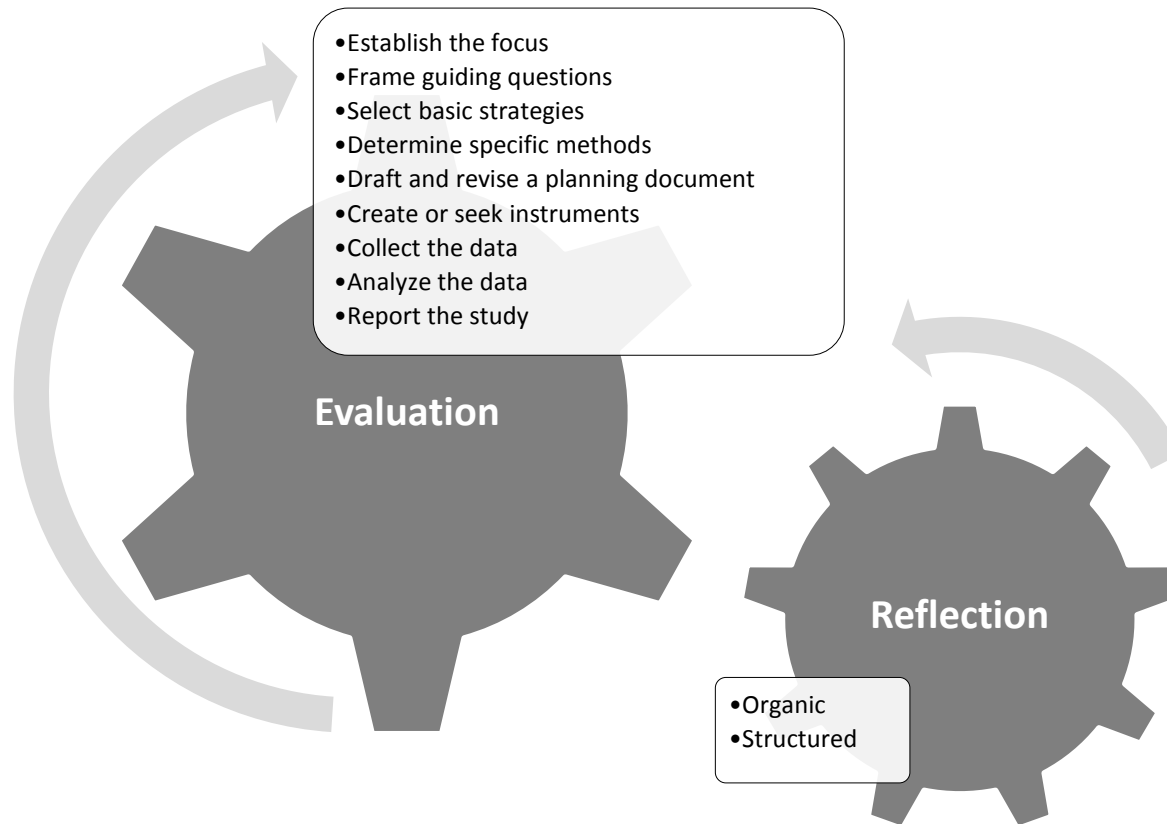 •Establish the focus
•Frame guiding questions
•Select basic strategies
•Determine specific methods
•Draft and revise a planning document
•Create or seek instruments
•Collect the data
•Analyze the data
•Report the study
Evaluation
Reflection
•Organic
•Structured